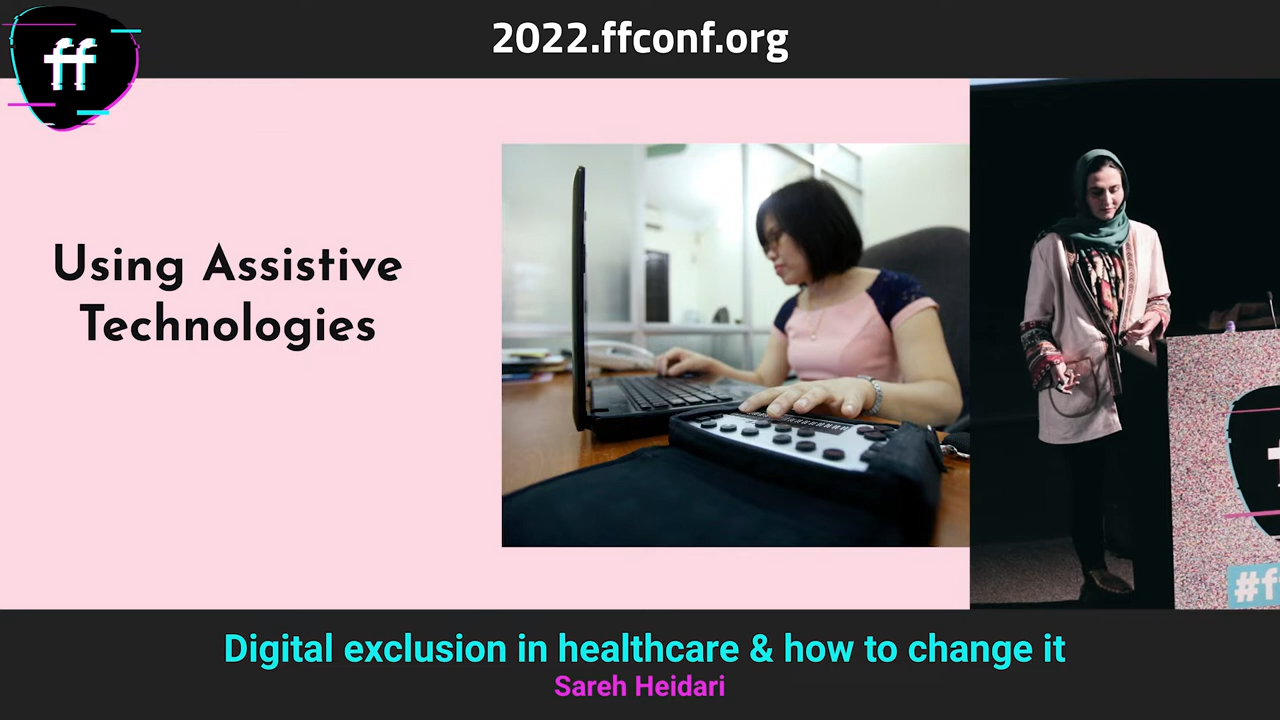 ff
2022.ffconf.org
Using Assistive
Technologies
#f
Digital exclusion in healthcare & how to change it
Sareh Heidari